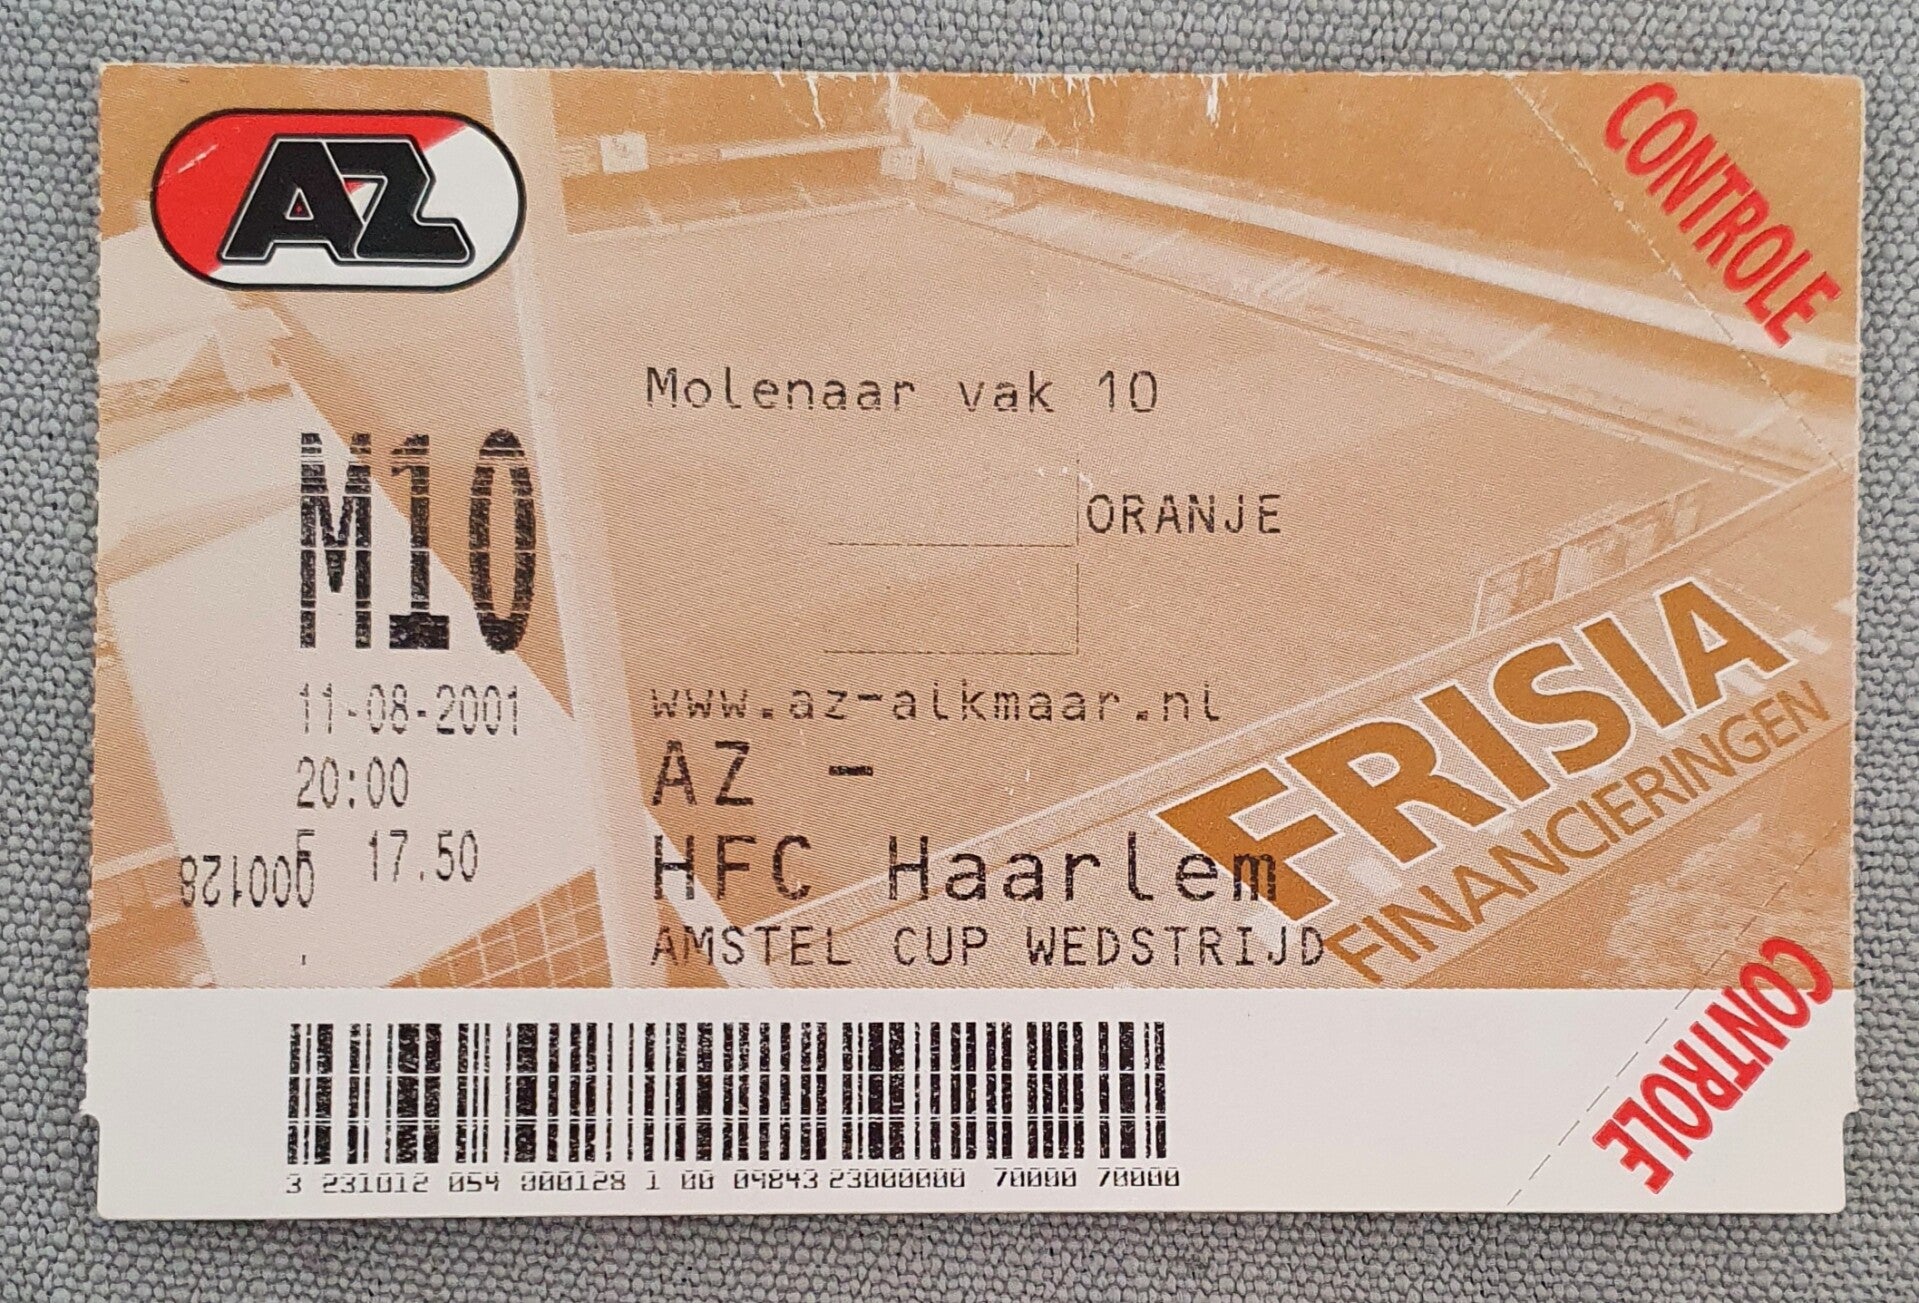 AZ
CONTROLE
Molenaar vak 10
M10
ORANJE
11-08-2001
www.az-alkmaar.nl
20:00
AZ -
F 17.50
HFC Haarlem
000128
AMSTEL CUP WEDSTRIJD
FRISIA
FINANCIERINGEN
CONTROLE
3 231012 054 000128 1 00 09843 23000000 70000 70000